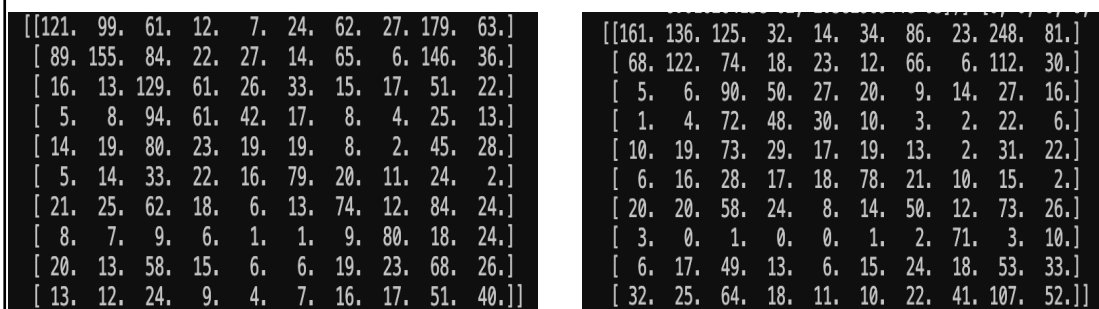 [[121. 99. 61. 12. 7. 24. 62. 27. 179. 63.]
[ 89. 155. 84. 22. 27. 14. 65. 6. 146. 36.]
[ 16. 13. 129. 61. 26. 33. 15. 17. 51. 22.]
[ 5. 8. 94. 61. 42. 17. 8. 4. 25. 13.]
[ 14. 19. 80. 23. 19. 19. 8. 2. 45. 28.]
[ 5. 14. 33. 22. 16. 79. 20. 11. 24. 2.]
[ 21. 25. 62. 18. 6. 13. 74. 12. 84. 24.]
[ 8. 7. 9. 6. 1. 1. 9. 80. 18. 24.]
[ 20. 13. 58. 15. 6. 6. 19. 23. 68. 26.]
[ 13. 12. 24. 9. 4. 7. 16. 17. 51. 40.]]
[[161. 136. 125. 32. 14. 34. 86. 23. 248. 81.]
[ 68. 122. 74. 18. 23. 12. 66. 6. 112. 30.]
[ 5. 6. 90. 50. 27. 20. 9. 14. 27. 16.]
[ 1. 4. 72. 48. 30. 10. 3. 2. 22. 6.]
[ 10. 19. 73. 29. 17. 19. 13. 2. 31. 22.]
[ 6. 16. 28. 17. 18. 78. 21. 10. 15. 2.]
[ 20. 20. 58. 24. 8. 14. 50. 12. 73. 26.]
[ 3. 0. 1. 0. 0. 1. 2. 71. 3. 10.]
[ 6. 17. 49. 13. 6. 15. 24. 18. 53. 33.]
[ 32. 25. 64. 18. 11. 10. 22. 41. 107. 52.]]